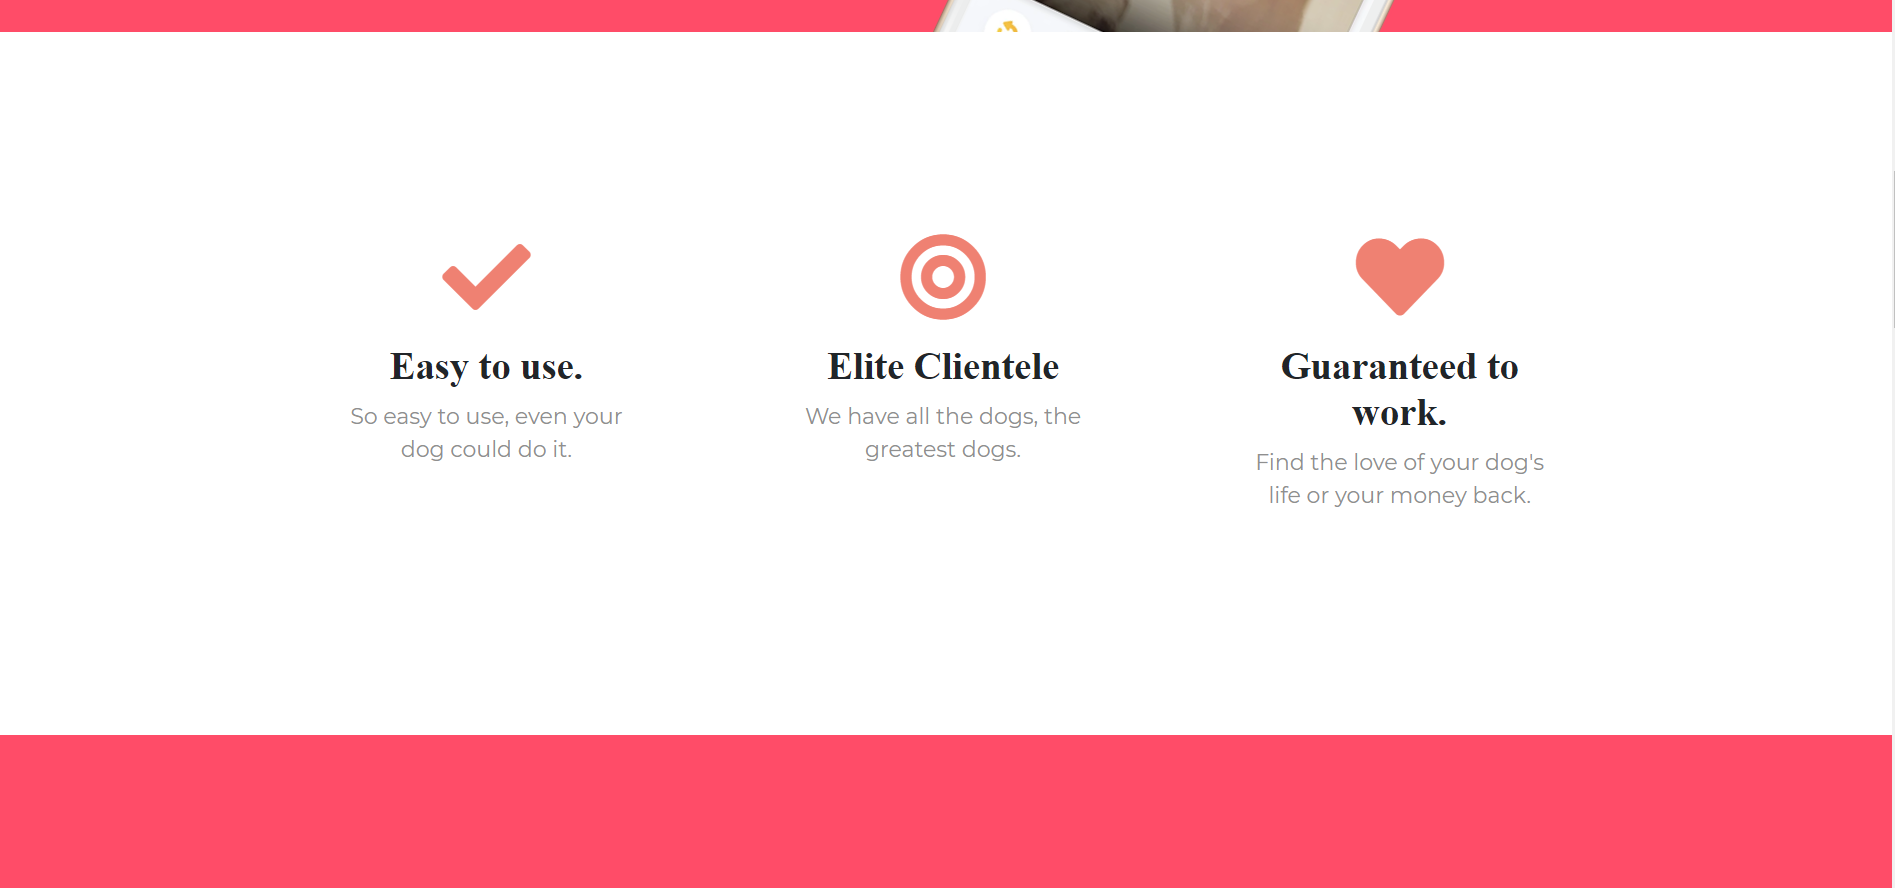 Easy to use.
So easy to use, even your
dog could do it.
Elite Clientele
We have all the dogs, the
greatest dogs.
Guaranteed to
work.
Find the love of your dog's
life or your money back.